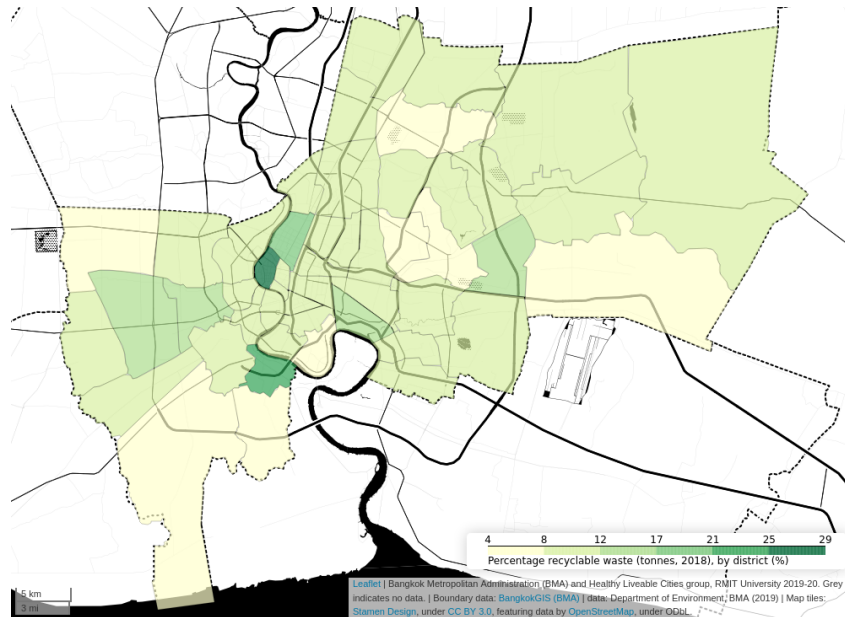 4 8 12 17 21 25 29
Percentage recyclable waste (tonnes, 2018), by district (%)
5 km
3 mi
Leaflet | Bangkok Metropolitan Administration (BMA) and Healthy Liveable Cities group, RMIT University 2019-20. Grey
indicates no data. | Boundary data: BangkokGIS (BMA) | data: Department of Environment, BMA (2019) | Map tiles:
Stamen Design, under CC BY 3.0, featuring data by OpenStreetMap, under ODbL.